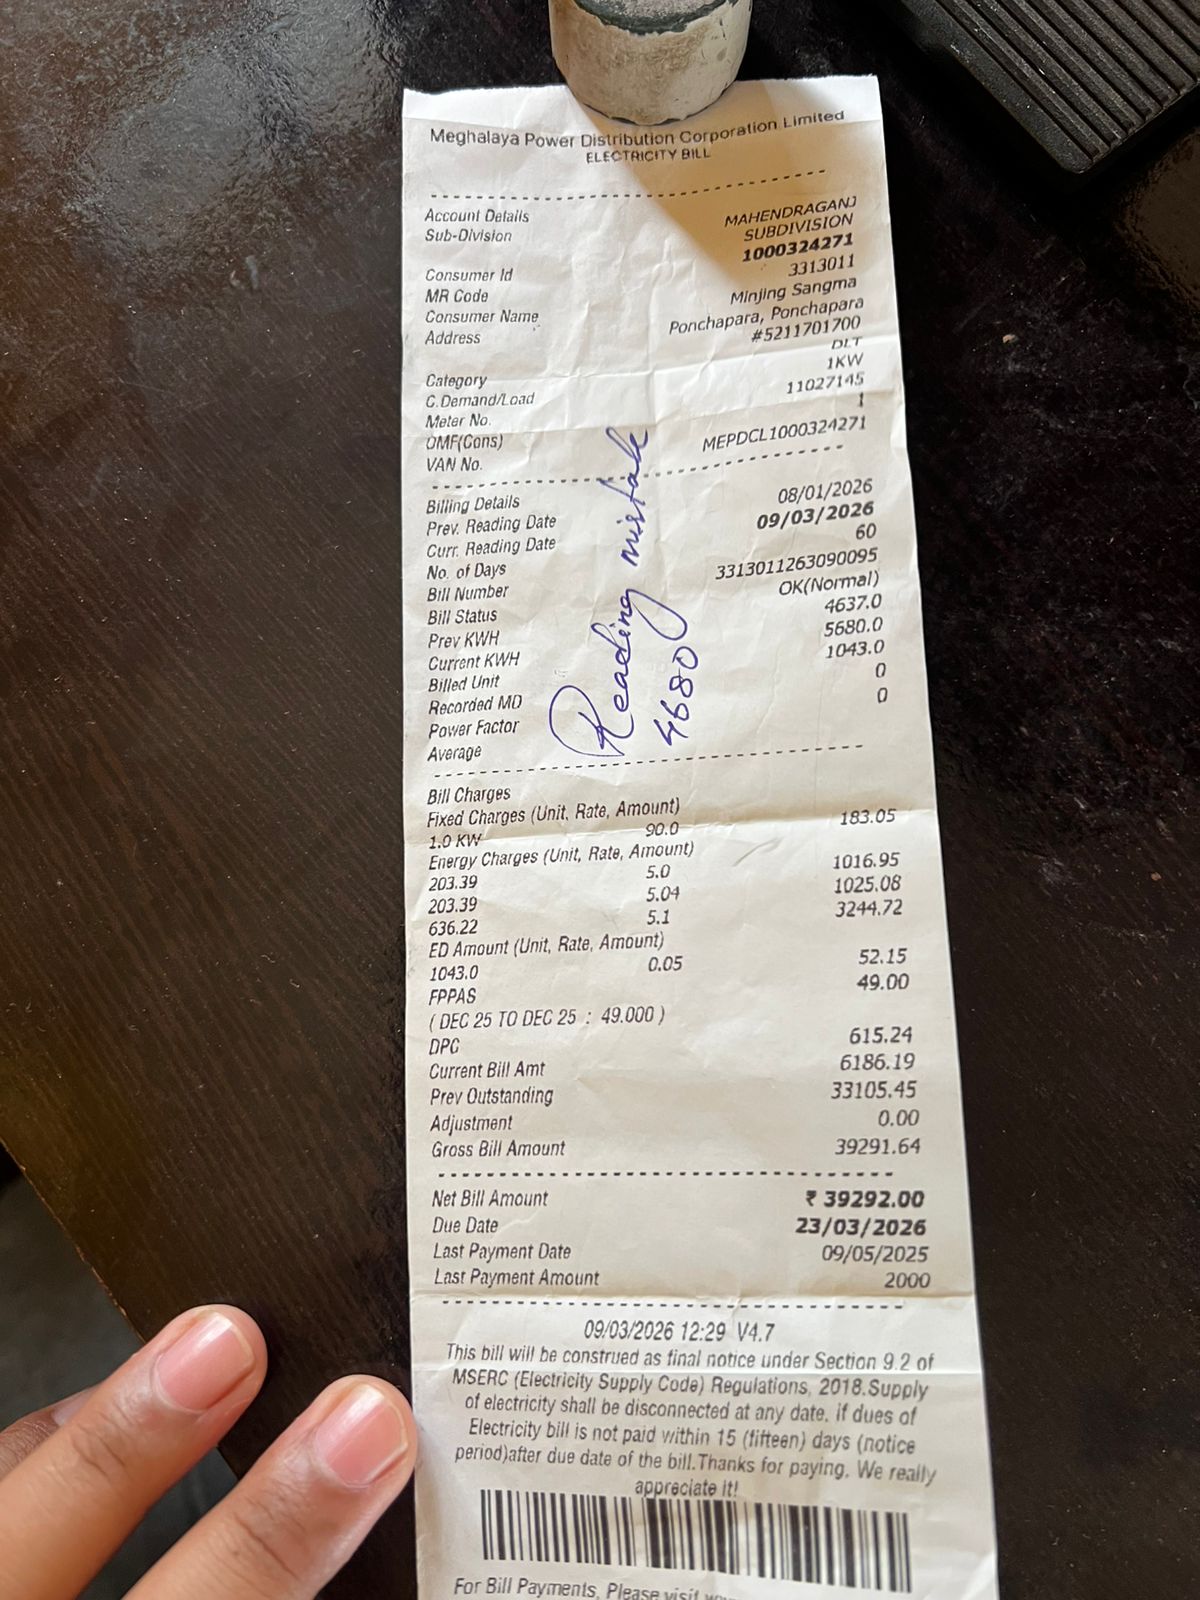 Meghalaya Power Distribution Corporation Limited
ELECTRICITY BILL
Account Details
Sub-Division MAHENDRAGANJ SUBDIVISION
Consumer Id 1000324271
MR Code 3313011
Consumer Name Minjing Sangma
Address Ponchapara, Ponchapara
#5211701700
Category DLT
C.Demand/Load 1KW
Meter No. 11027145
OMF(Cons) 1
VAN No. MEPDCL1000324271
Billing Details
Prev. Reading Date 08/01/2026
Curr. Reading Date 09/03/2026
No. of Days 60
Bill Number 3313011263090095
Bill Status OK(Normal)
Prev KWH 4637.0
Current KWH 5680.0
Billed Unit 1043.0
Recorded MD 0
Power Factor 0
Average
Reading mistake
4680
Bill Charges
Fixed Charges (Unit, Rate, Amount)
1.0 KW 90.0 183.05
Energy Charges (Unit, Rate, Amount)
203.39 5.0 1016.95
203.39 5.04 1025.08
636.22 5.1 3244.72
ED Amount (Unit, Rate, Amount)
1043.0 0.05 52.15
FPPAS 49.00
( DEC 25 TO DEC 25 : 49.000 )
DPC 615.24
Current Bill Amt 6186.19
Prev Outstanding 33105.45
Adjustment 0.00
Gross Bill Amount 39291.64
Net Bill Amount ₹ 39292.00
Due Date 23/03/2026
Last Payment Date 09/05/2025
Last Payment Amount 2000
09/03/2026 12:29 V4.7
This bill will be construed as final notice under Section 9.2 of
MSERC (Electricity Supply Code) Regulations, 2018.Supply
of electricity shall be disconnected at any date, if dues of
Electricity bill is not paid within 15 (fifteen) days (notice
period)after due date of the bill.Thanks for paying. We really
appreciate it!
For Bill Payments, Please visit